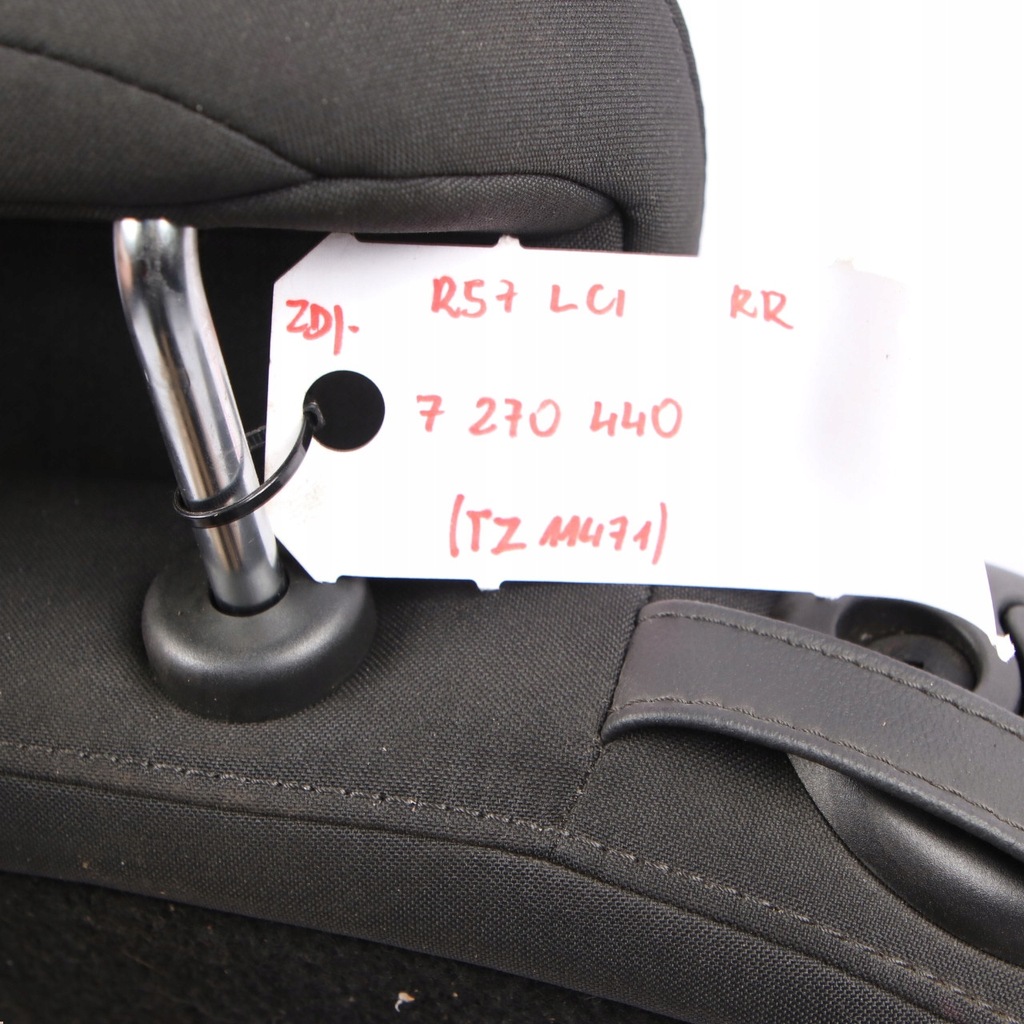 R57 LCI RR
ZDJ.
7 270 440
(TZ 11471)